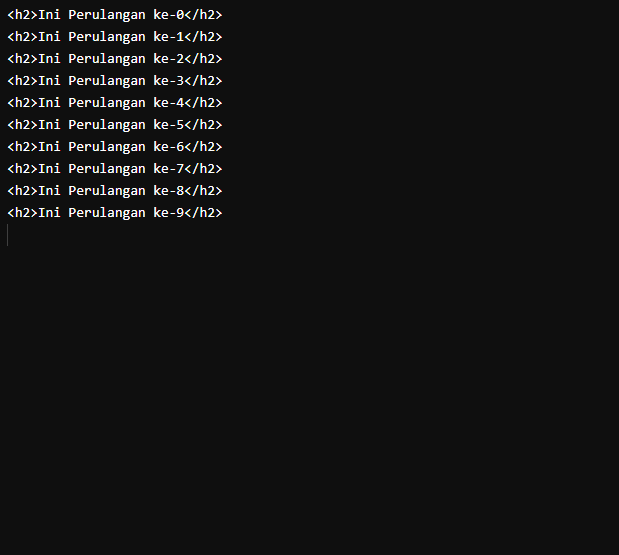 <h2>Ini Perulangan ke-0</h2>
<h2>Ini Perulangan ke-1</h2>
<h2>Ini Perulangan ke-2</h2>
<h2>Ini Perulangan ke-3</h2>
<h2>Ini Perulangan ke-4</h2>
<h2>Ini Perulangan ke-5</h2>
<h2>Ini Perulangan ke-6</h2>
<h2>Ini Perulangan ke-7</h2>
<h2>Ini Perulangan ke-8</h2>
<h2>Ini Perulangan ke-9</h2>